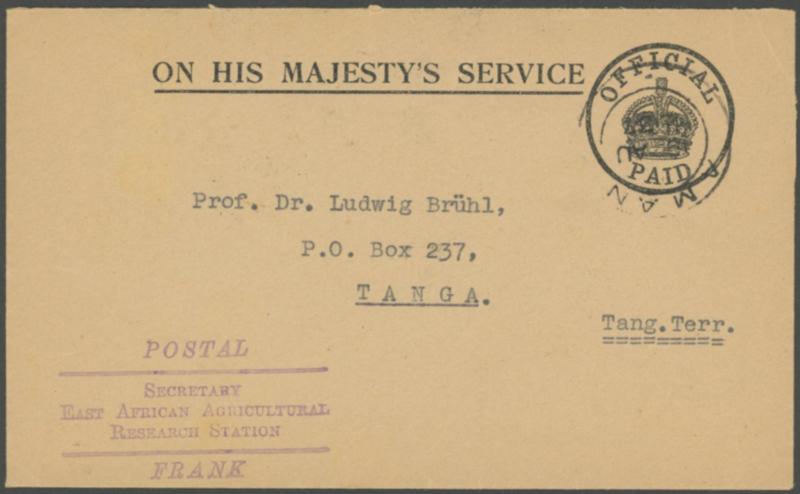 ON HIS MAJESTY'S SERVICE
OFFICIAL
PAID
AMAN
Prof. Dr. Ludwig Brühl,
P.O. Box 237,
TANGA.
Tang.Terr.
POSTAL
SECRETARY
EAST AFRICAN AGRICULTURAL
RESEARCH STATION
FRANK